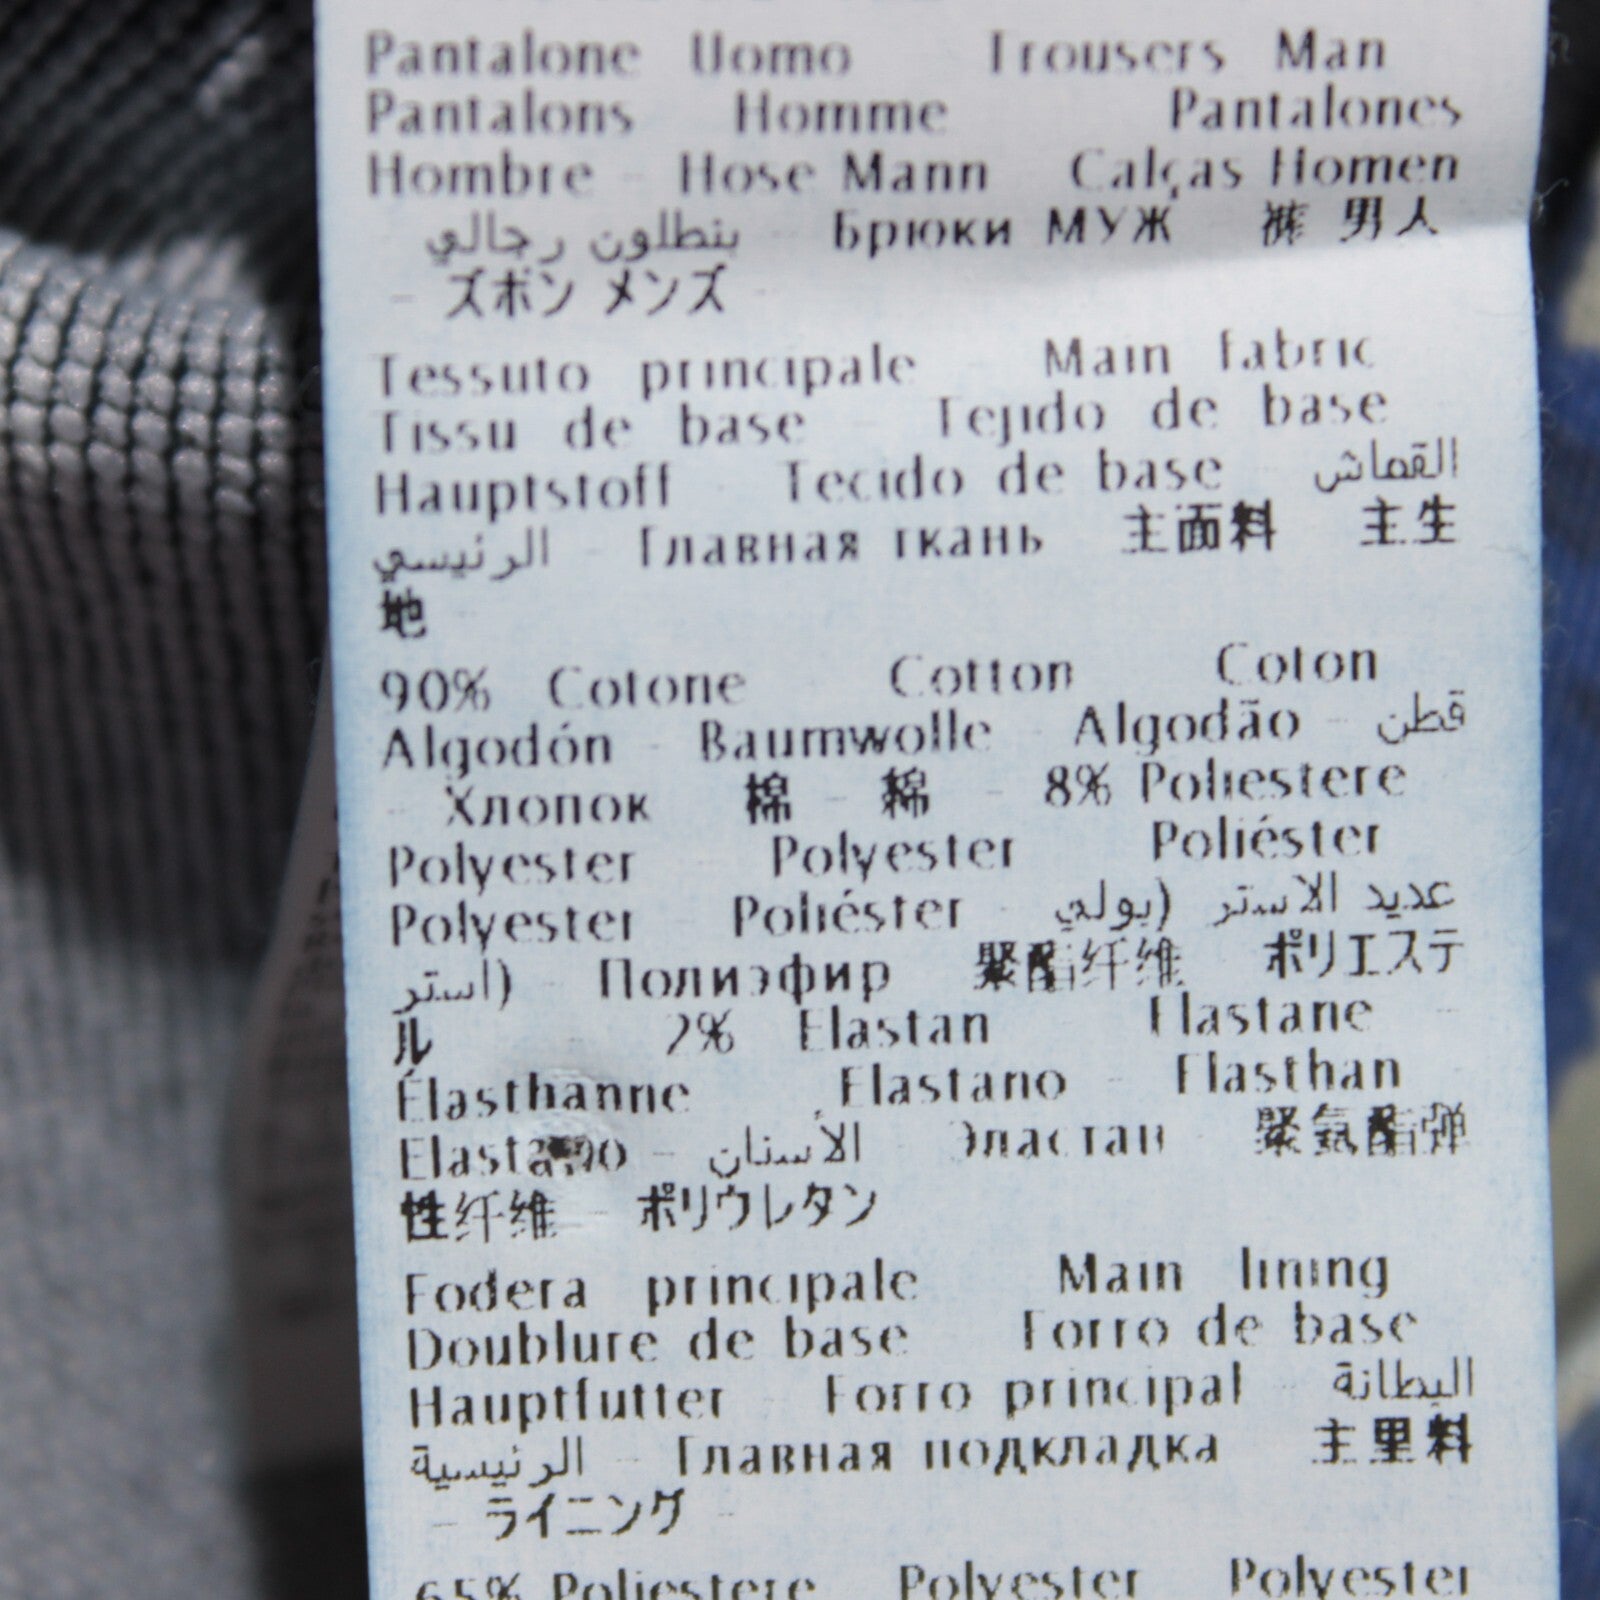 Pantalone Uomo Trousers Man
Pantalons Homme Pantalones
Hombre - Hose Mann Calças Homen
بنطلون رجالي Брюки МУЖ 裤 男人
- ズボン メンズ
Tessuto principale Main fabric
Tissu de base - Tejido de base
Hauptstoff Tecido de base القماش
الرئيسي - Главная ткань 主面料 主生
地
90% Cotone Cotton Coton
Algodón - Baumwolle - Algodão - قطن
- Хлопок 棉 - 綿 - 8% Poliestere
Polyester Polyester Poliéster
Polyester Poliéster - عديد الاستر (بولي
استر) - Полиэфир 聚酯纤维 ポリエステ
ル 2% Elastan Elastane -
Élasthanne Elastano - Elasthan
Elastano - الأستان - Эластан 聚氨酯弹
性纤维 ポリウレタン
Fodera principale Main lining
Doublure de base Forro de base
Hauptfutter Forro principal - البطانة
الرئيسية - Главная подкладка 主里料
- ライニング -
65% Poliestere Polyester Polyester